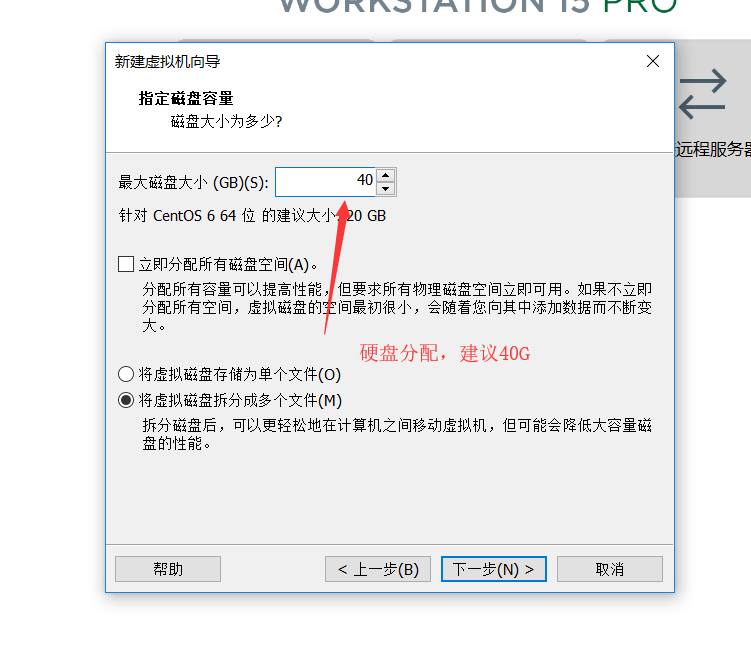 WORKSTATION 15 PRO
新建虚拟机向导
指定磁盘容量
磁盘大小为多少?
远程服务器
最大磁盘大小 (GB)(S): 40
针对 CentOS 6 64 位 的建议大小: 20 GB
立即分配所有磁盘空间(A)。
分配所有容量可以提高性能，但要求所有物理磁盘空间立即可用。如果不立即
分配所有空间，虚拟磁盘的空间最初很小，会随着您向其中添加数据而不断变
大。
硬盘分配，建议40G
将虚拟磁盘存储为单个文件(O)
将虚拟磁盘拆分成多个文件(M)
拆分磁盘后，可以更轻松地在计算机之间移动虚拟机，但可能会降低大容量磁
盘的性能。
帮助 < 上一步(B) 下一步(N) > 取消